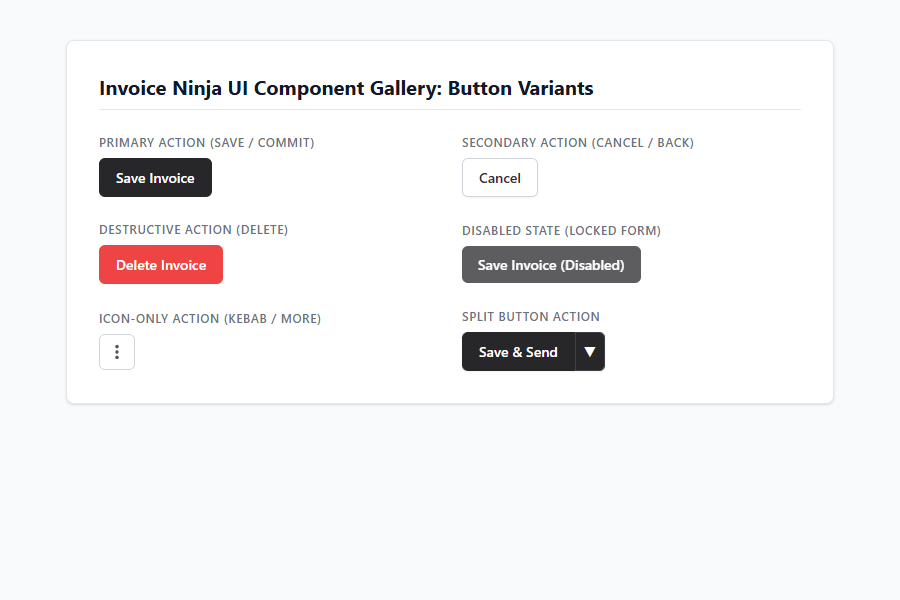 Invoice Ninja UI Component Gallery: Button Variants
PRIMARY ACTION (SAVE / COMMIT)
Save Invoice
SECONDARY ACTION (CANCEL / BACK)
Cancel
DESTRUCTIVE ACTION (DELETE)
Delete Invoice
DISABLED STATE (LOCKED FORM)
Save Invoice (Disabled)
ICON-ONLY ACTION (KEBAB / MORE)
SPLIT BUTTON ACTION
Save & Send